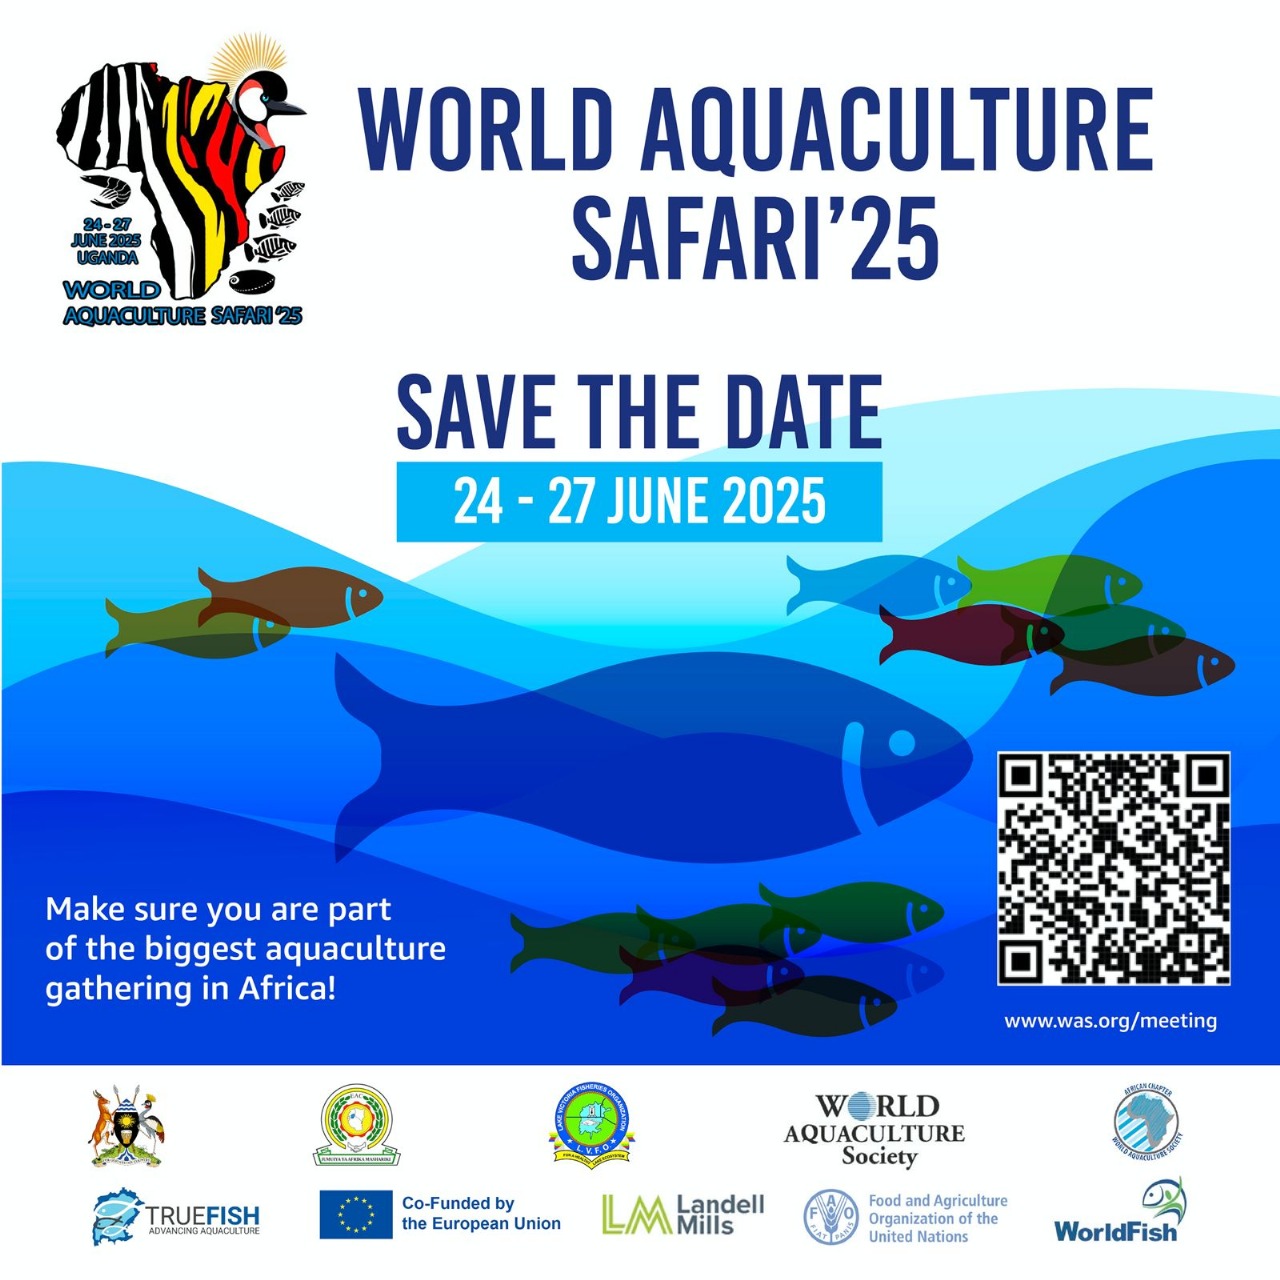 WORLD AQUACULTURE
SAFARI’25
24 - 27
JUNE 2025
UGANDA
WORLD
AQUACULTURE SAFARI ’25
SAVE THE DATE
24 - 27 JUNE 2025
Make sure you are part
of the biggest aquaculture
gathering in Africa!
www.was.org/meeting
EAC
JUMUIYA YA AFRIKA MASHARIKI
LAKE VICTORIA FISHERIES ORGANIZATION
L.V.F.O
WORLD
AQUACULTURE
Society
AFRICAN CHAPTER
WORLD AQUACULTURE SOCIETY
TRUEFISH
ADVANCING AQUACULTURE
Co-Funded by
the European Union
LM Landell
Mills
FAO
FIAT PANIS
Food and Agriculture
Organization of the
United Nations
WorldFish